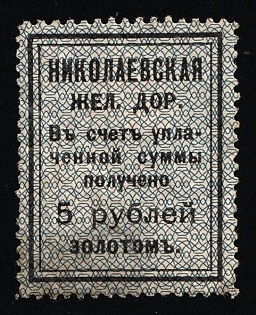 НИКОЛАЕВСКАЯ
ЖЕЛ. ДОР.
Въ счетъ упла-
ченной суммы
получено
5 рублей
золотомъ.